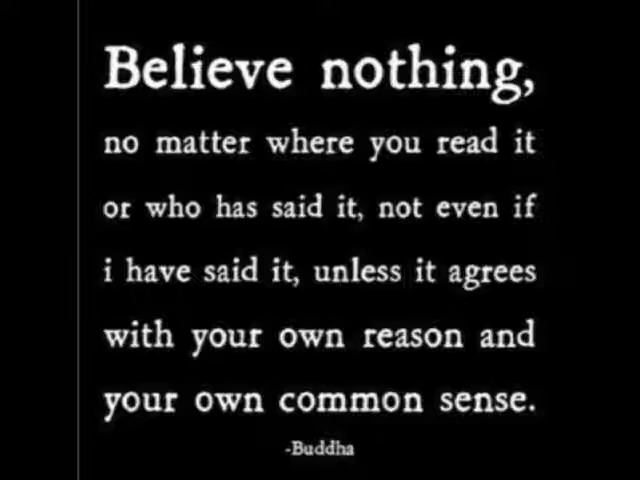 Believe nothing,
no matter where you read it
or who has said it, not even if
i have said it, unless it agrees
with your own reason and
your own common sense.
-Buddha